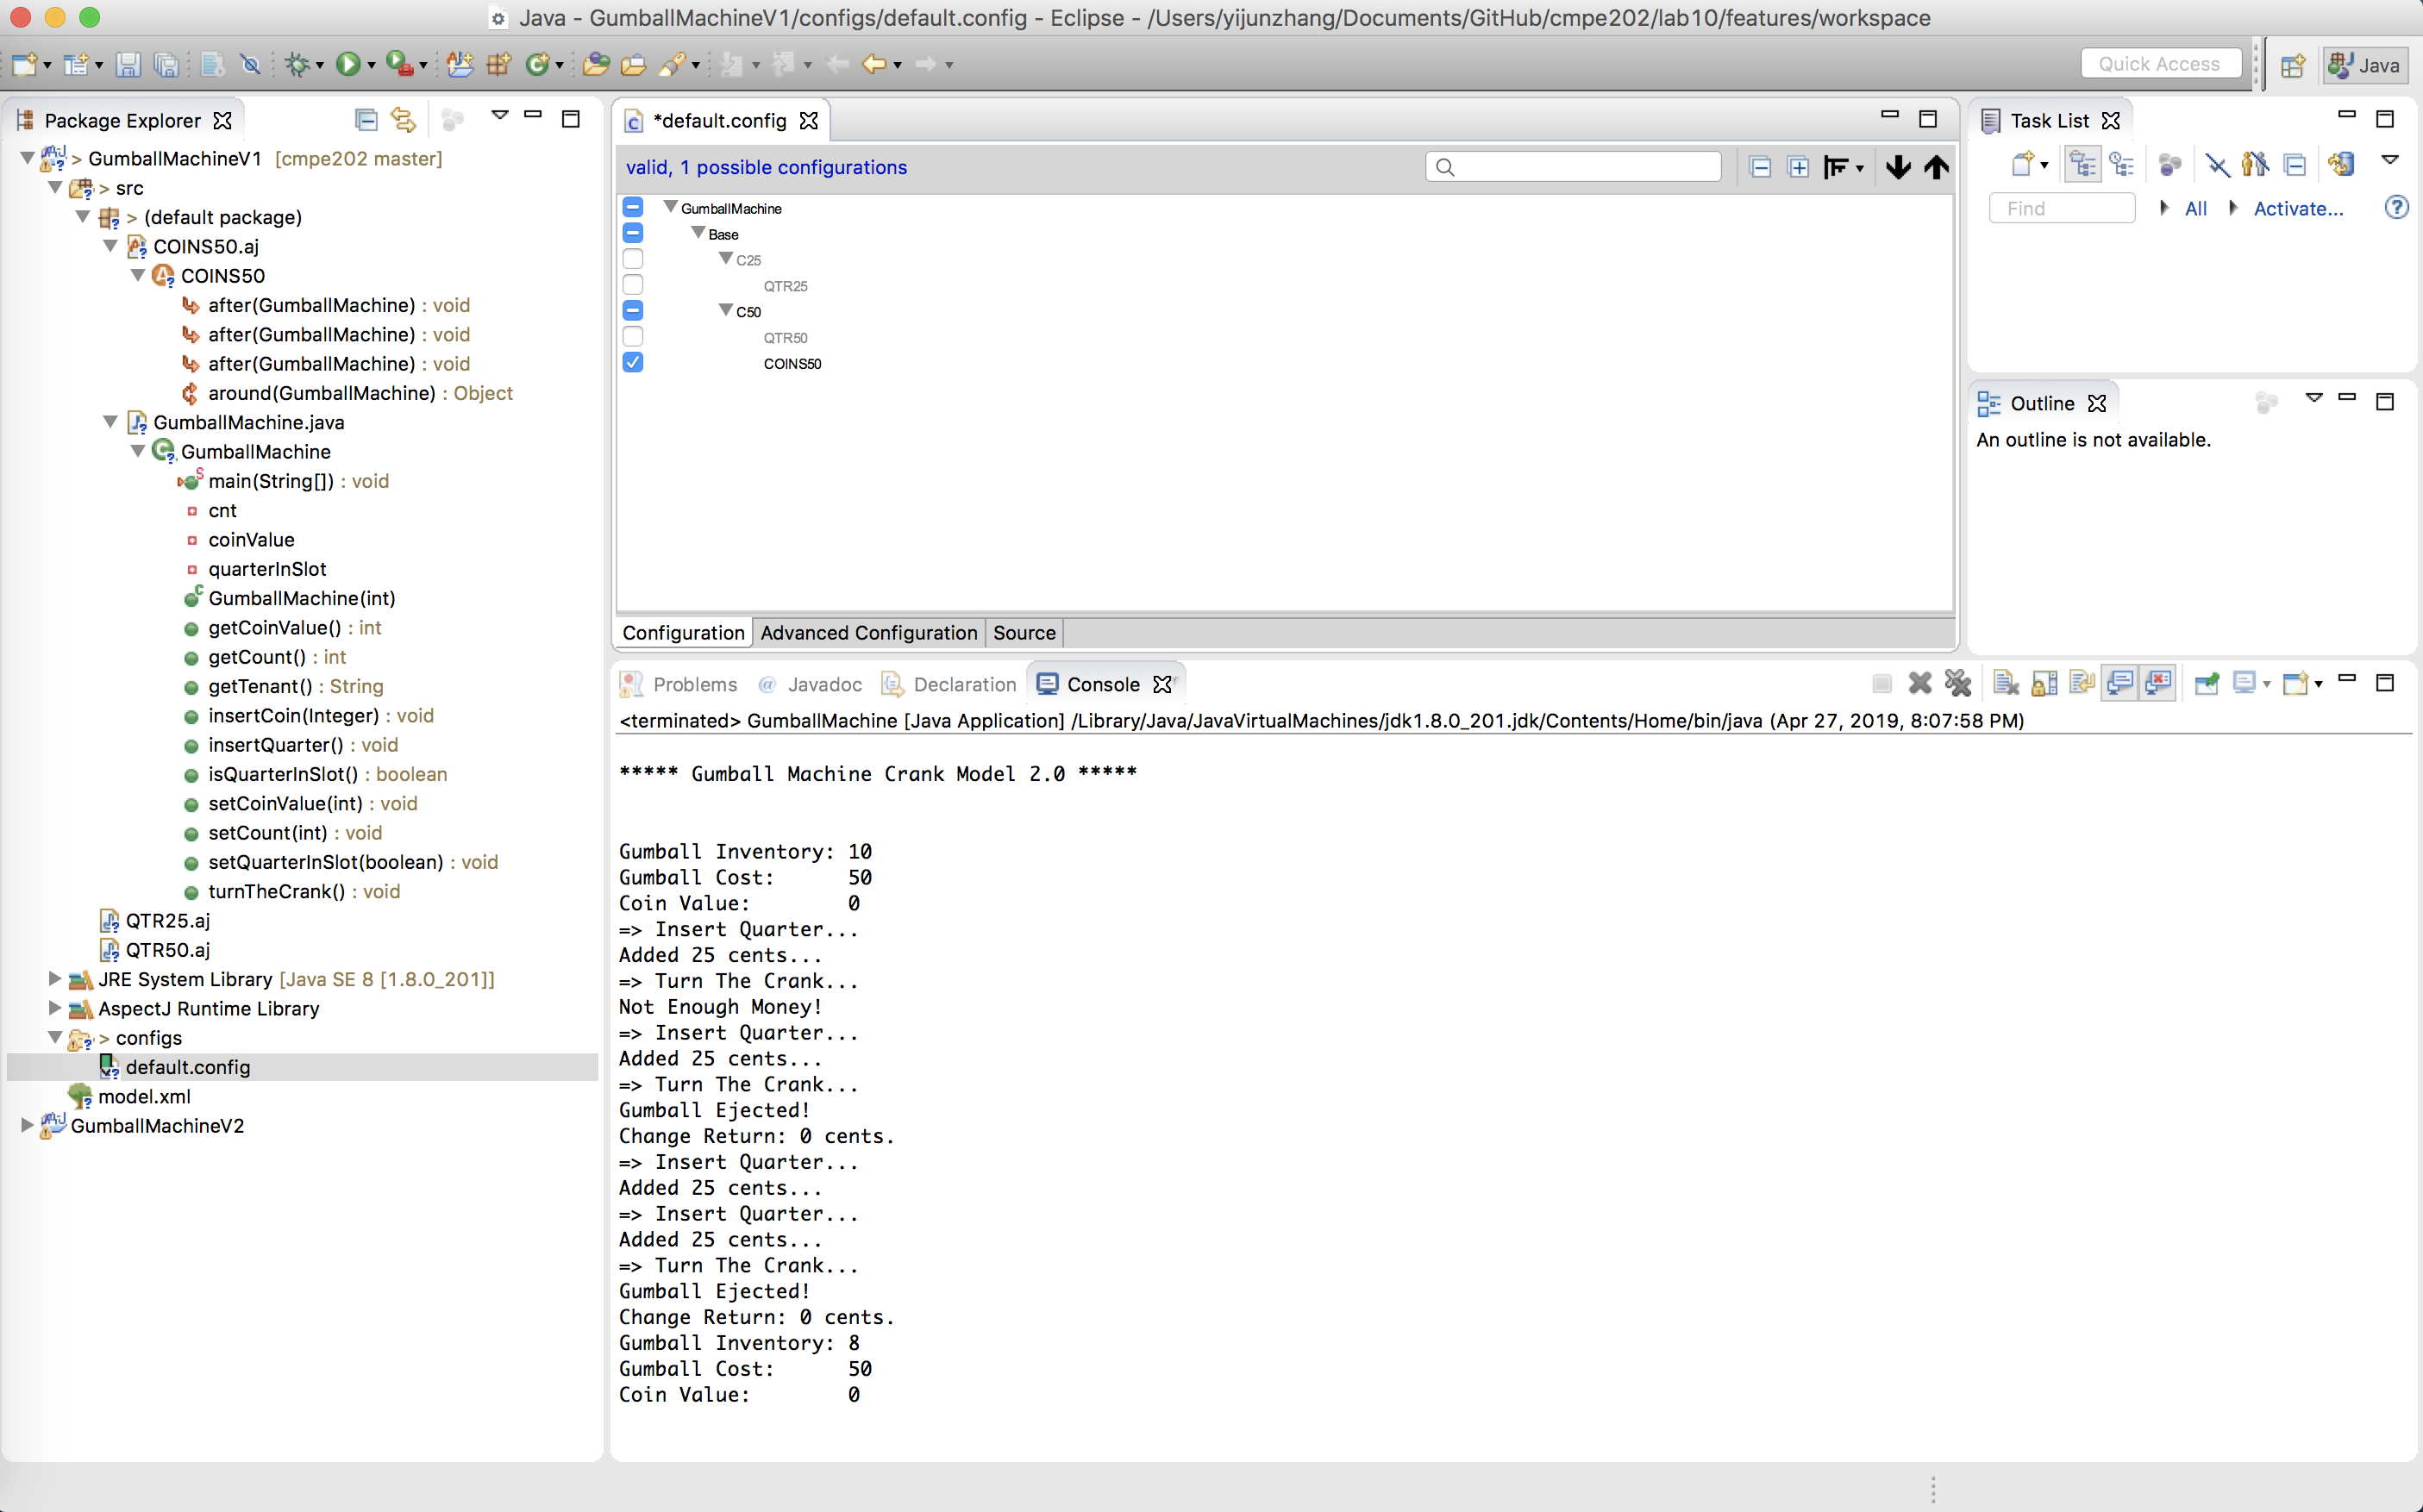 Java - GumballMachineV1/configs/default.config - Eclipse - /Users/yijunzhang/Documents/GitHub/cmpe202/lab10/features/workspace
Quick Access
Java
Package Explorer
> GumballMachineV1 [cmpe202 master]
> src
> (default package)
COINS50.aj
COINS50
after(GumballMachine) : void
after(GumballMachine) : void
after(GumballMachine) : void
around(GumballMachine) : Object
GumballMachine.java
GumballMachine
main(String[]) : void
cnt
coinValue
quarterInSlot
GumballMachine(int)
getCoinValue() : int
getCount() : int
getTenant() : String
insertCoin(Integer) : void
insertQuarter() : void
isQuarterInSlot() : boolean
setCoinValue(int) : void
setCount(int) : void
setQuarterInSlot(boolean) : void
turnTheCrank() : void
QTR25.aj
QTR50.aj
JRE System Library [Java SE 8 [1.8.0_201]]
AspectJ Runtime Library
> configs
default.config
model.xml
GumballMachineV2
*default.config
valid, 1 possible configurations
GumballMachine
Base
C25
QTR25
C50
QTR50
COINS50
Configuration
Advanced Configuration
Source
Task List
Find
All
Activate...
Outline
An outline is not available.
Problems
@ Javadoc
Declaration
Console
<terminated> GumballMachine [Java Application] /Library/Java/JavaVirtualMachines/jdk1.8.0_201.jdk/Contents/Home/bin/java (Apr 27, 2019, 8:07:58 PM)
***** Gumball Machine Crank Model 2.0 *****
Gumball Inventory: 10
Gumball Cost: 50
Coin Value: 0
=> Insert Quarter...
Added 25 cents...
=> Turn The Crank...
Not Enough Money!
=> Insert Quarter...
Added 25 cents...
=> Turn The Crank...
Gumball Ejected!
Change Return: 0 cents.
=> Insert Quarter...
Added 25 cents...
=> Insert Quarter...
Added 25 cents...
=> Turn The Crank...
Gumball Ejected!
Change Return: 0 cents.
Gumball Inventory: 8
Gumball Cost: 50
Coin Value: 0